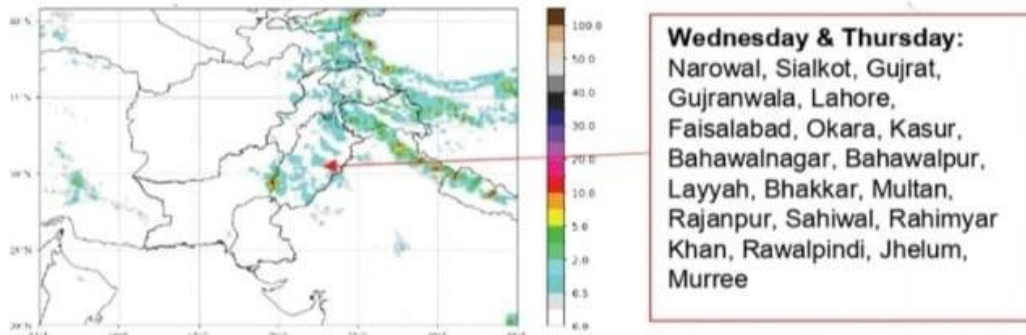 100.0
50.0
40.0
30.0
20.0
10.0
5.0
2.0
0.5
0.0
Wednesday & Thursday:
Narowal, Sialkot, Gujrat,
Gujranwala, Lahore,
Faisalabad, Okara, Kasur,
Bahawalnagar, Bahawalpur,
Layyah, Bhakkar, Multan,
Rajanpur, Sahiwal, Rahimyar
Khan, Rawalpindi, Jhelum,
Murree